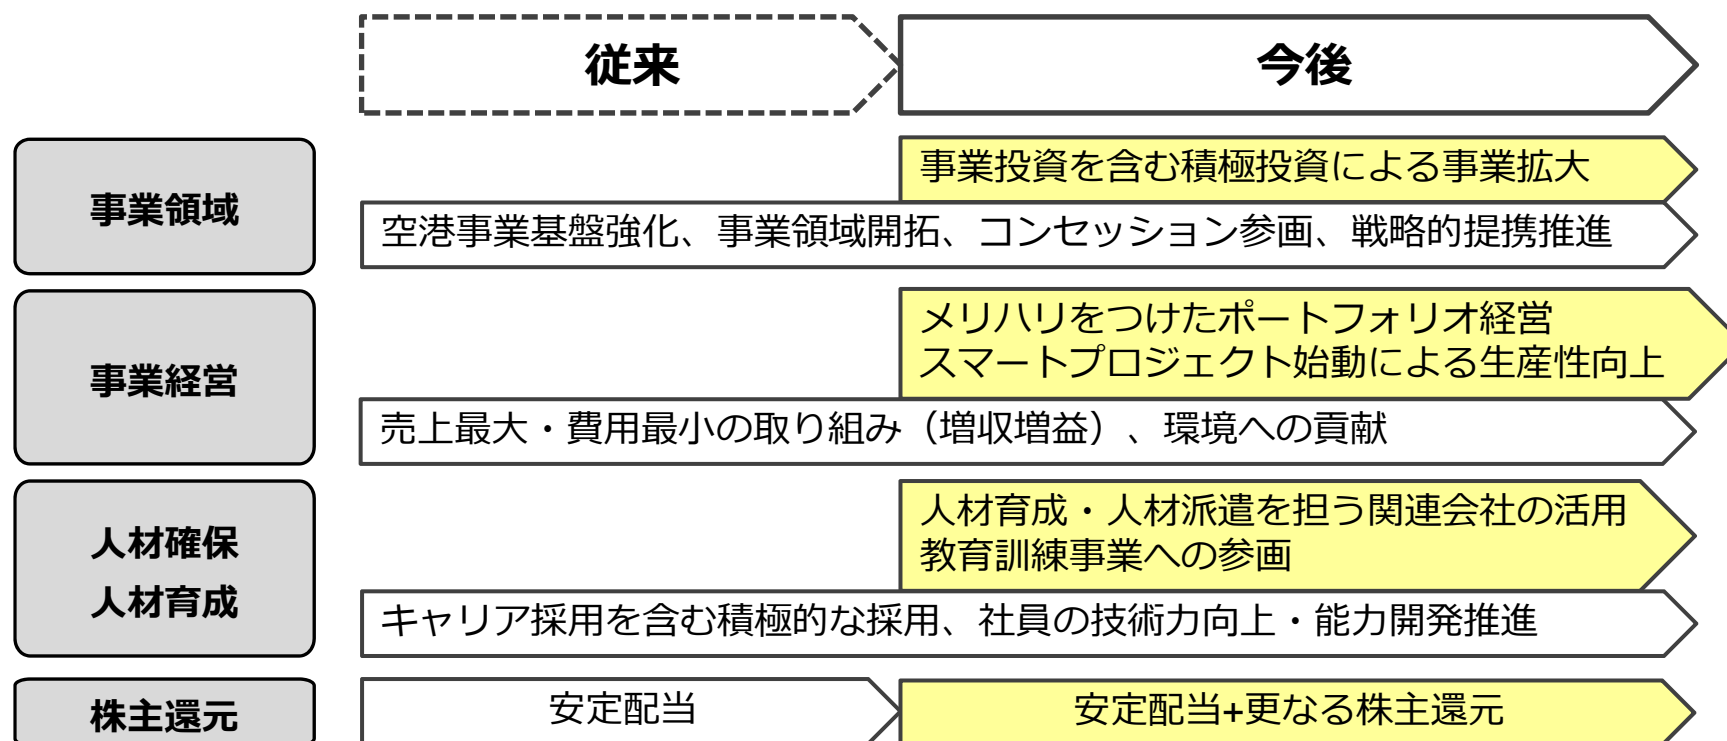 従来
今後
事業領域
事業投資を含む積極投資による事業拡大
空港事業基盤強化、事業領域開拓、コンセッション参画、戦略的提携推進
事業経営
メリハリをつけたポートフォリオ経営
スマートプロジェクト始動による生産性向上
売上最大・費用最小の取り組み（増収増益）、環境への貢献
人材確保
人材育成
人材育成・人材派遣を担う関連会社の活用
教育訓練事業への参画
キャリア採用を含む積極的な採用、社員の技術力向上・能力開発推進
株主還元
安定配当
安定配当+更なる株主還元